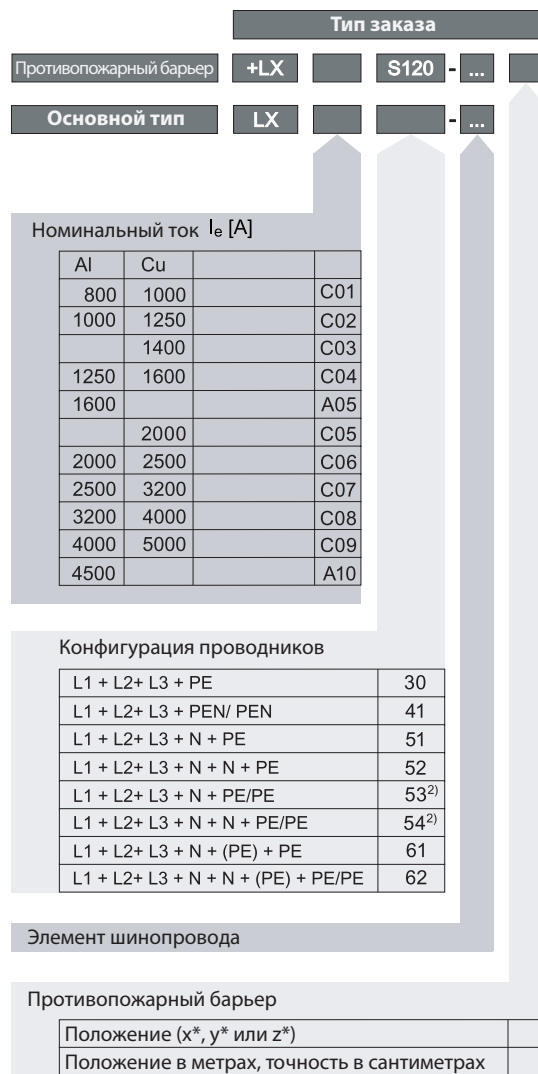 Тип заказа
Противопожарный барьер +LX S120 - ...
Основной тип LX - ...
Номинальный ток Ie [A]
Al Cu
800 1000 C01
1000 1250 C02
1400 C03
1250 1600 C04
1600 A05
2000 C05
2000 2500 C06
2500 3200 C07
3200 4000 C08
4000 5000 C09
4500 A10
Конфигурация проводников
L1 + L2+ L3 + PE 30
L1 + L2+ L3 + PEN/ PEN 41
L1 + L2+ L3 + N + PE 51
L1 + L2+ L3 + N + N + PE 52
L1 + L2+ L3 + N + PE/PE 53²⁾
L1 + L2+ L3 + N + N + PE/PE 54²⁾
L1 + L2+ L3 + N + (PE) + PE 61
L1 + L2+ L3 + N + N + (PE) + PE/PE 62
Элемент шинопровода
Противопожарный барьер
Положение (x*, y* или z*)
Положение в метрах, точность в сантиметрах